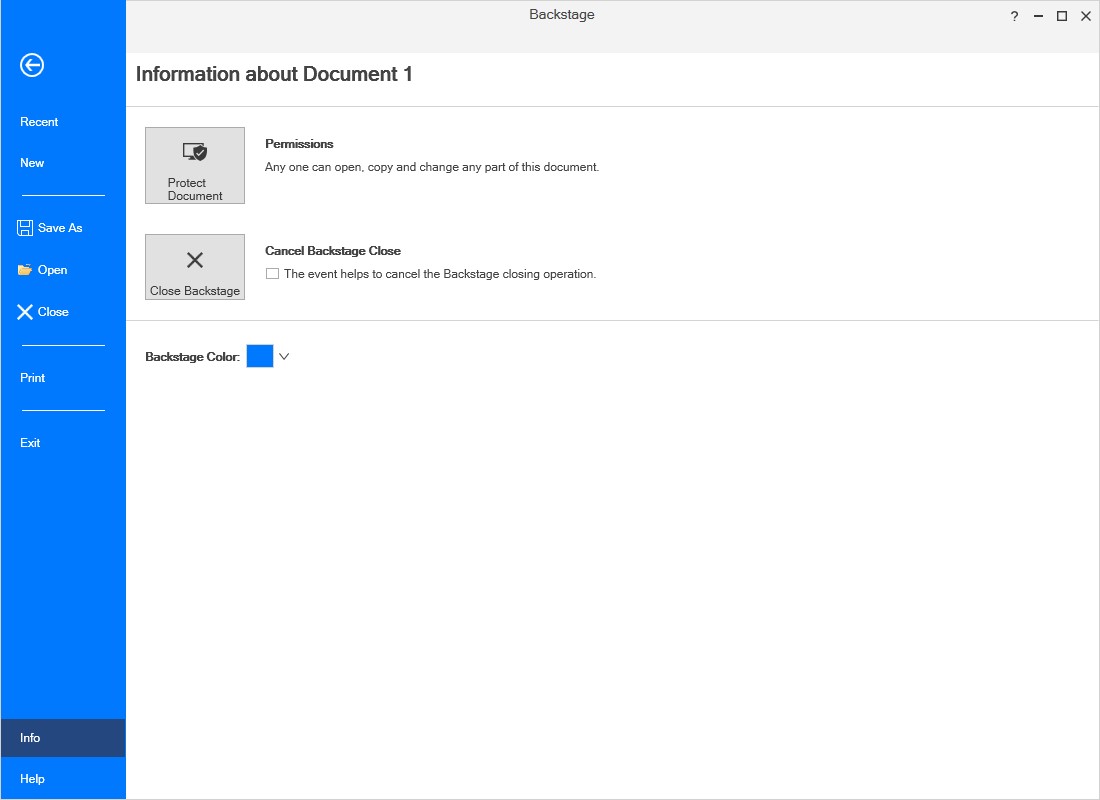 Backstage
?
Information about Document 1
Recent
New
Save As
Open
Close
Print
Exit
Info
Help
Protect
Document
Permissions
Any one can open, copy and change any part of this document.
Close Backstage
Cancel Backstage Close
The event helps to cancel the Backstage closing operation.
Backstage Color: